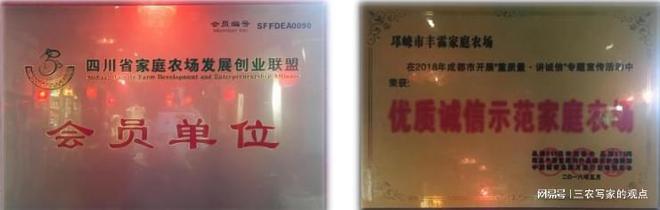 会员编号 SFFDEA0090
四川省家庭农场发展创业联盟
会员单位
邛崃市丰霭家庭农场
在2018年成都市开展"重质量·讲诚信"专题宣传活动中
荣获:
优质诚信示范家庭农场
二〇一八年五月
网易号 | 三农写家的观点